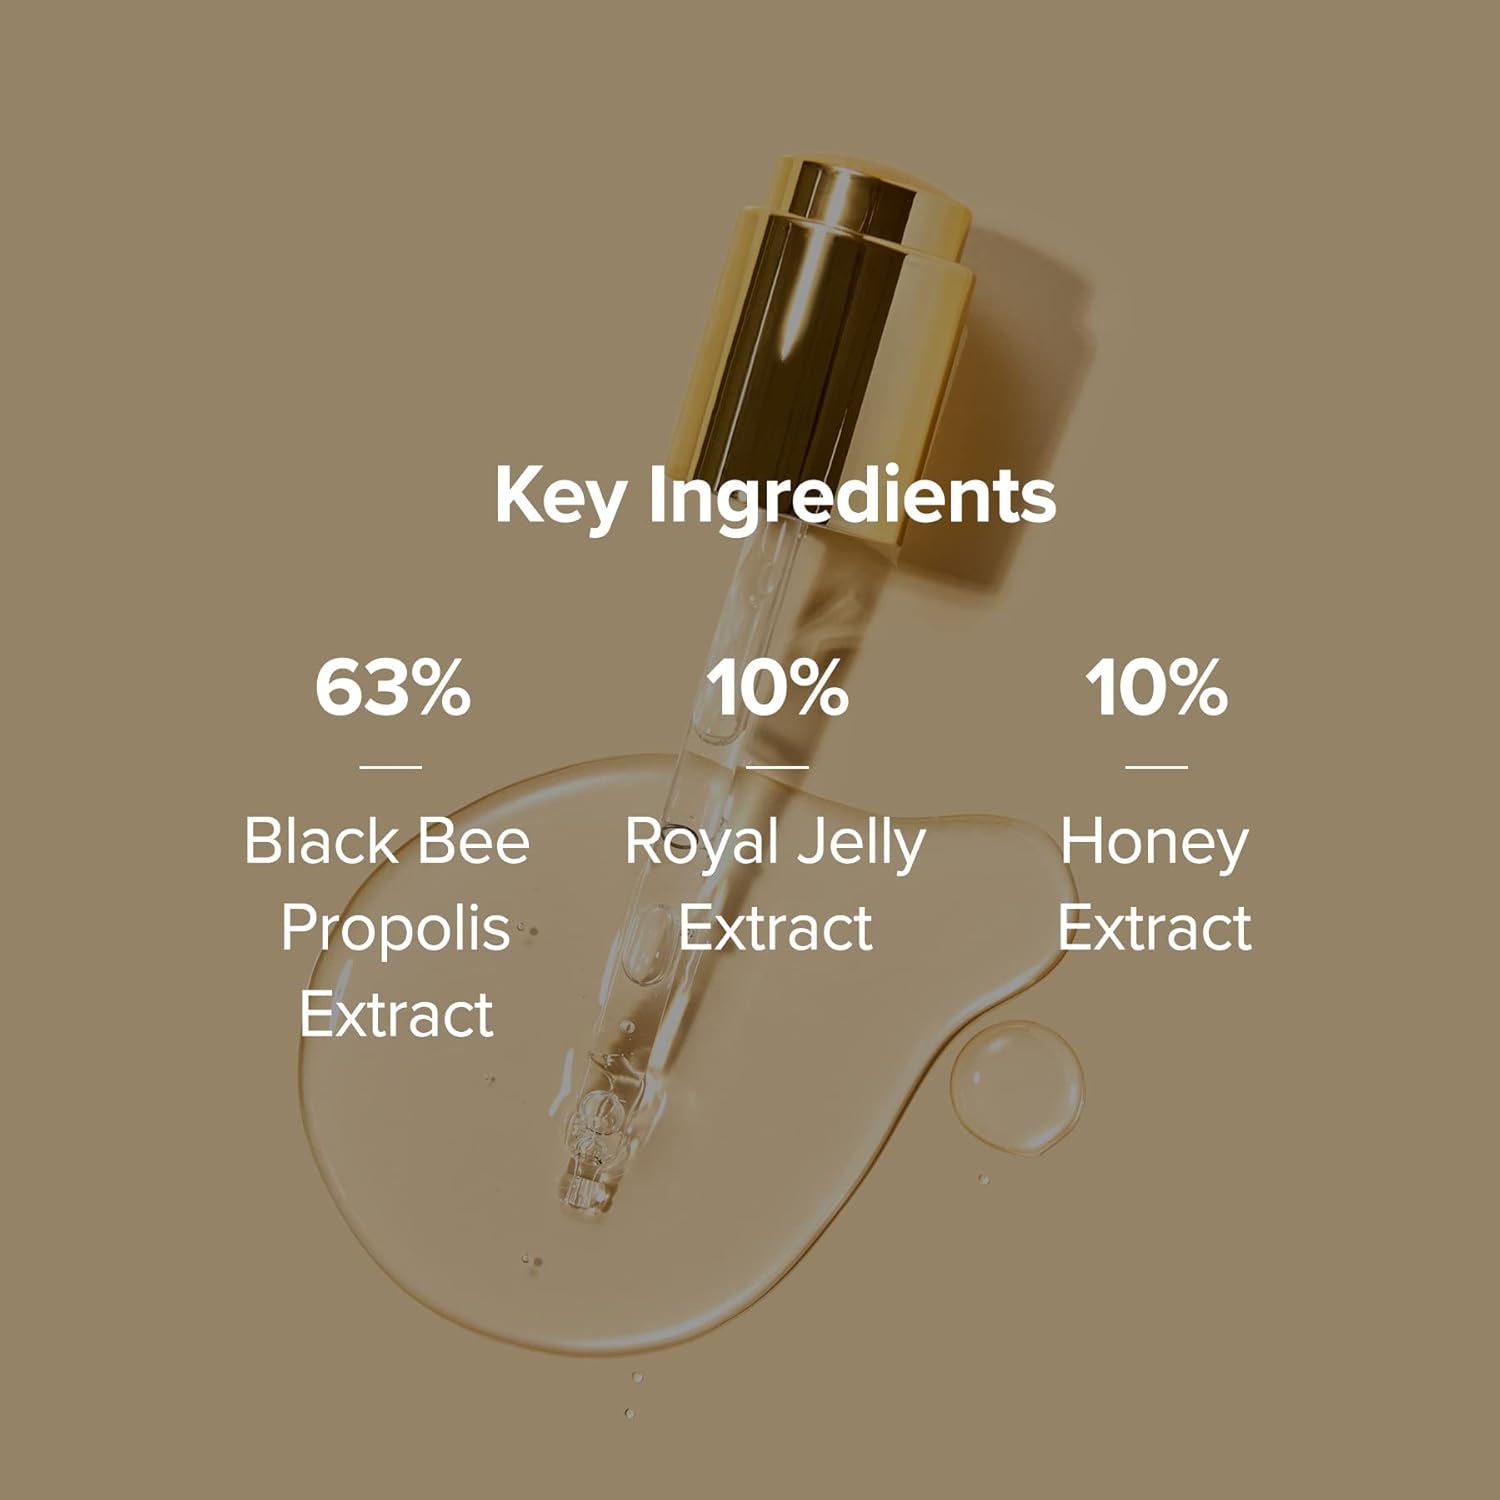 Key Ingredients
63%
10%
10%
Black Bee
Propolis
Extract
Royal Jelly
Extract
Honey
Extract